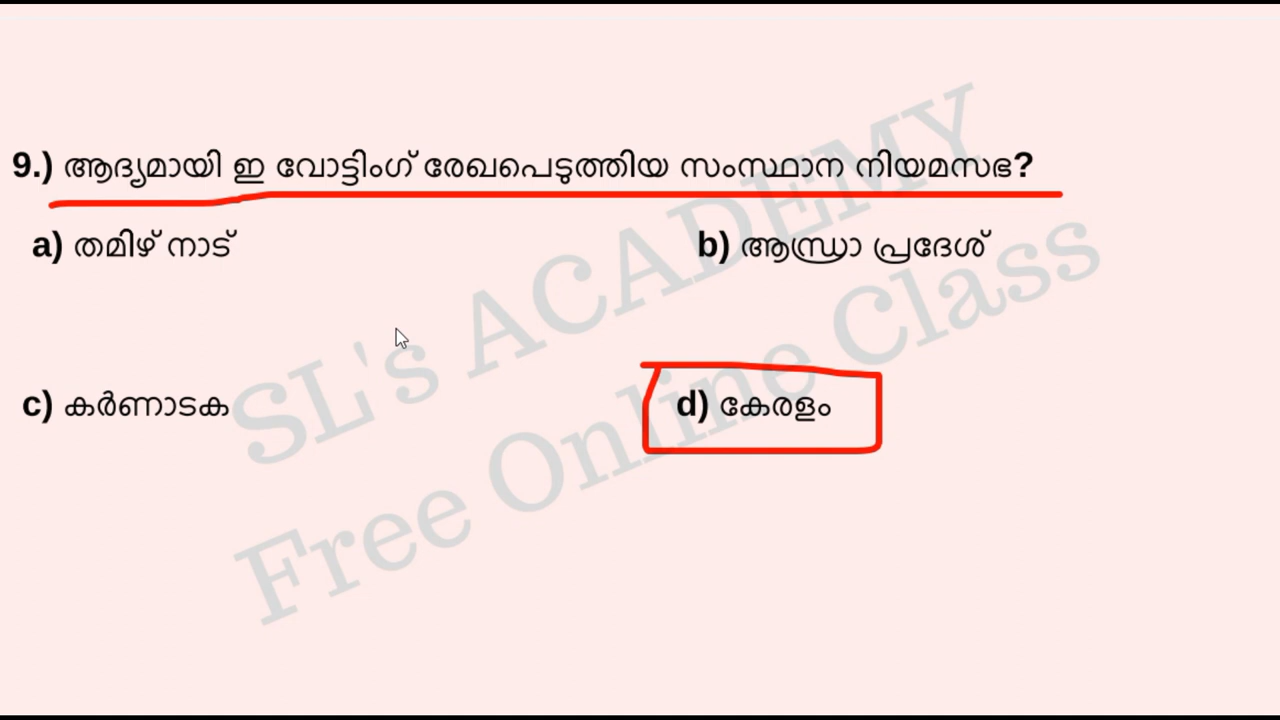 9.) ആദ്യമായി ഇ വോട്ടിംഗ് രേഖപെടുത്തിയ സംസ്ഥാന നിയമസഭ?
a) തമിഴ് നാട് b) ആന്ധ്രാ പ്രദേശ്
c) കർണാടക d) കേരളം
SL's ACADEMY
Free Online Class